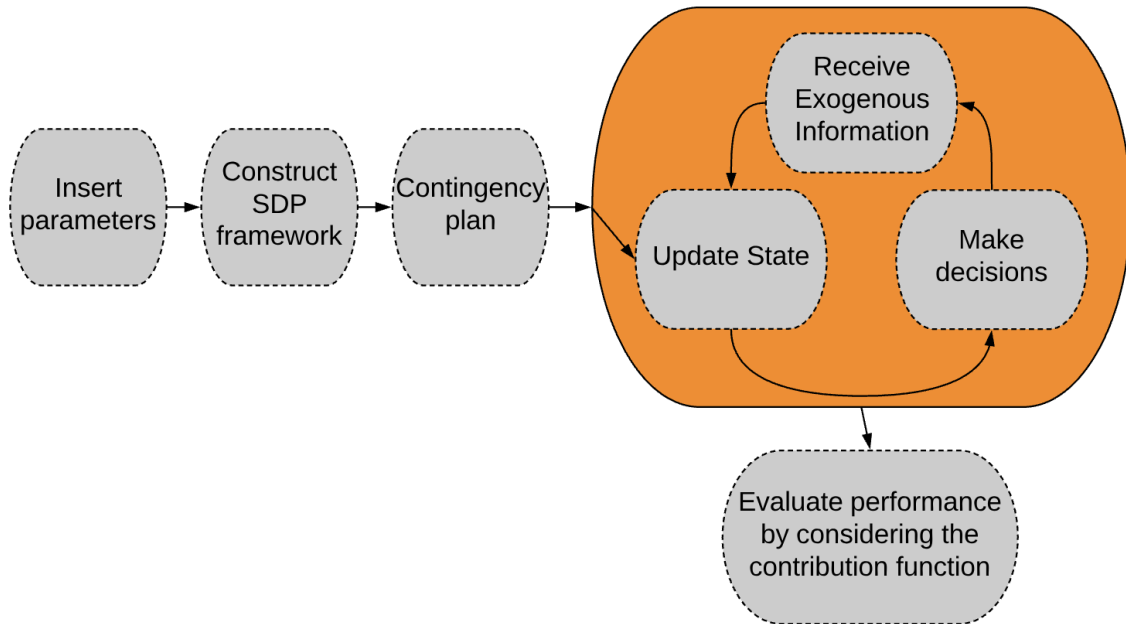 Insert
parameters
Construct
SDP
framework
Contingency
plan
Receive
Exogenous
Information
Update State
Make
decisions
Evaluate performance
by considering the
contribution function